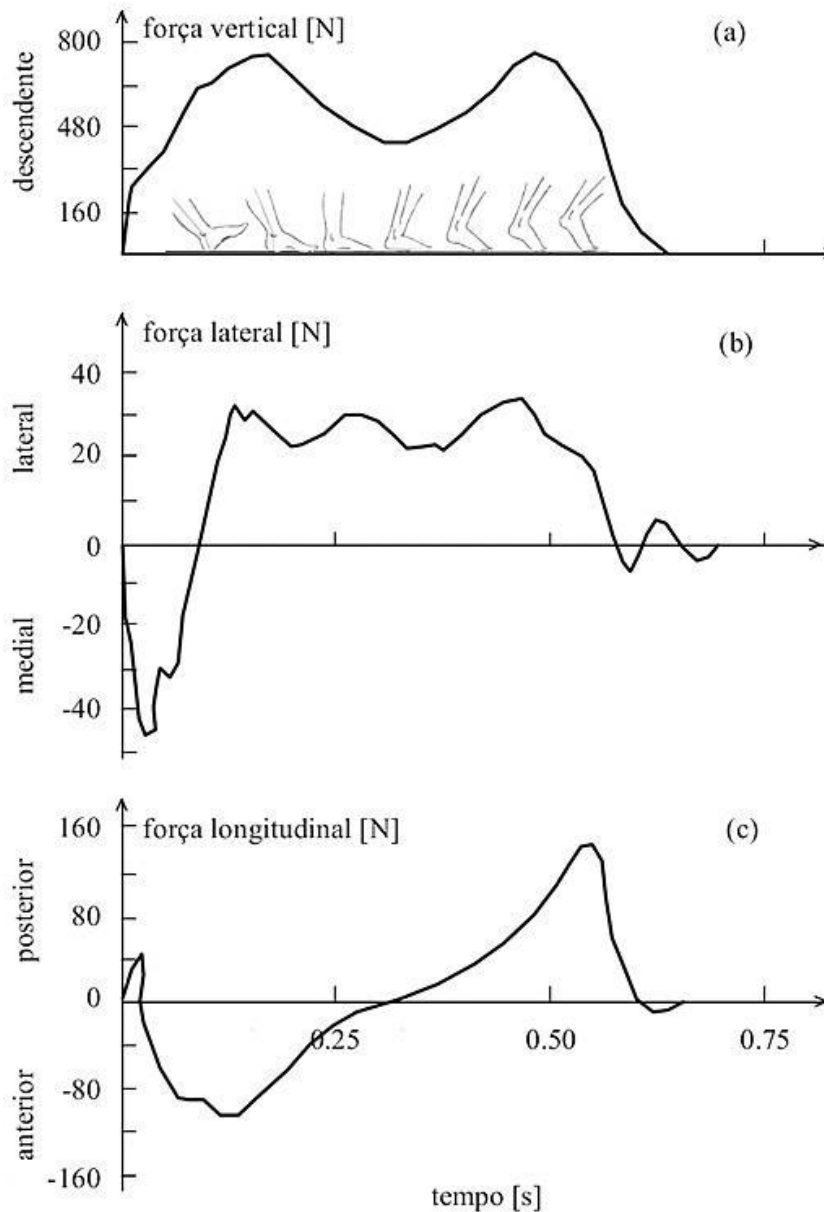 força vertical [N]
(a)
descendente
800
480
160
força lateral [N]
(b)
lateral
medial
40
20
0
-20
-40
força longitudinal [N]
(c)
posterior
anterior
160
80
0
-80
-160
0.25
0.50
0.75
tempo [s]